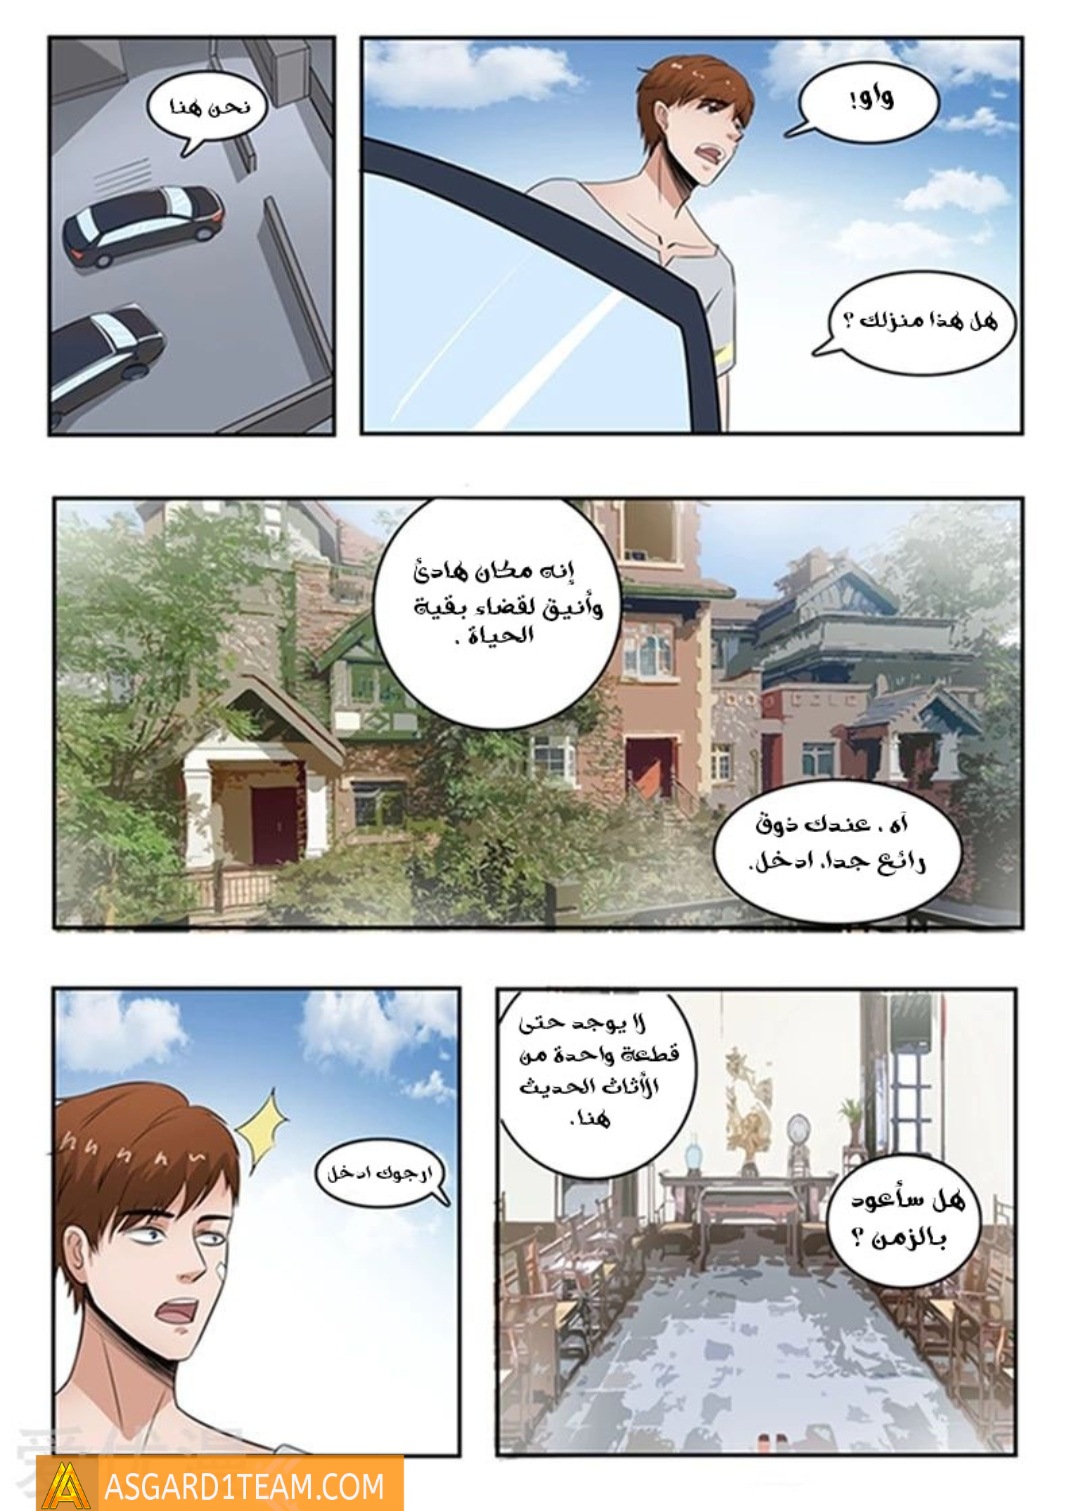 واو!
هل هذا منزلك ؟
نحن هنا
إنه مكان هادئ
وأنيق لقضاء بقية
الحياة .
آه ، عندك ذوق
رائع جدا، ادخل.
لا يوجد حتى
قطعة واحدة من
الأثاث الحديث
هنا.
هل سأعود
بالزمن ؟
ارجوك ادخل
ASGARD1TEAM.COM